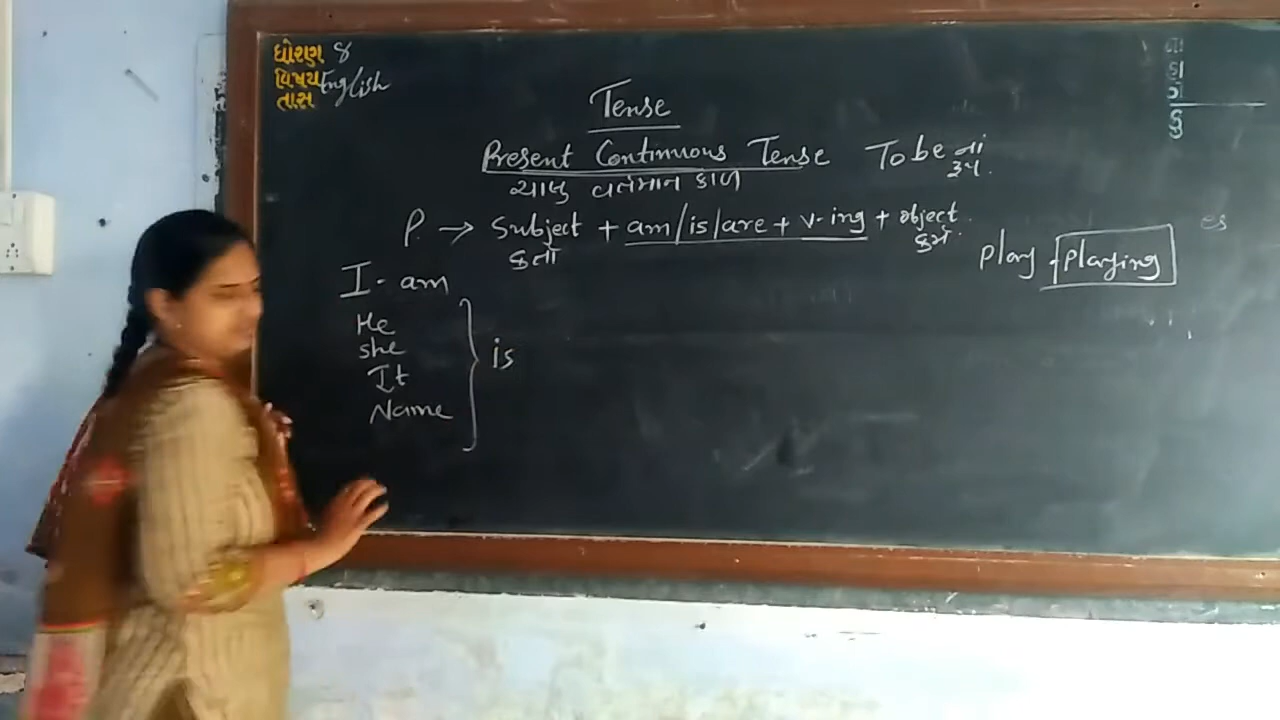 ધોરણ 8
વિષય English
તાસ
Tense
Present Continuous Tense To be નાં રૂપ.
ચાલુ વર્તમાન કાળ
P. → Subject + am/is/are + v-ing + object.
કર્તા કર્મ.
Play - Playing
es
I - am
He
She
It
Name
is